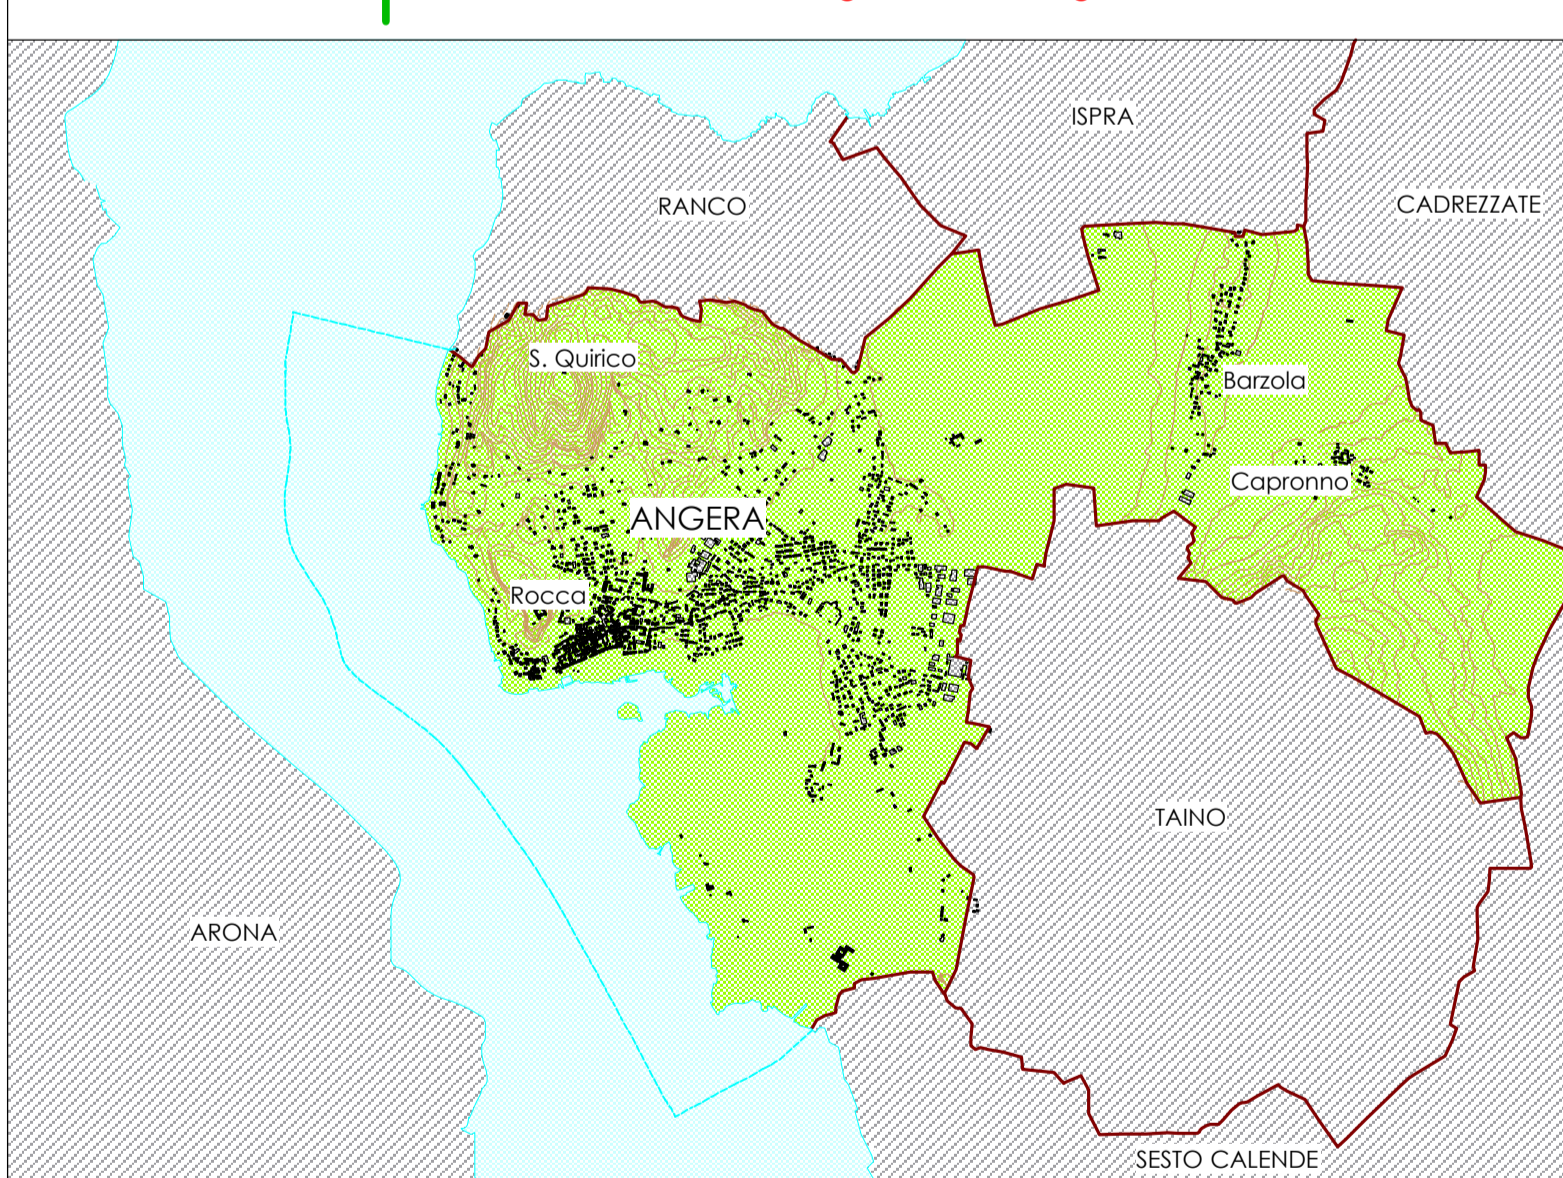 ISPRA
RANCO
CADREZZATE
S. Quirico
Barzola
Capronno
ANGERA
Rocca
TAINO
ARONA
SESTO CALENDE